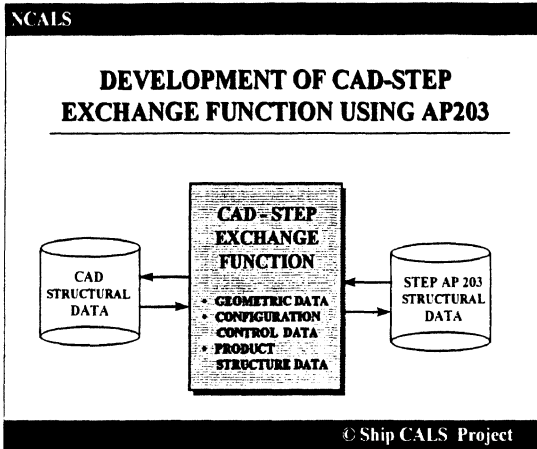 NCALS
DEVELOPMENT OF CAD-STEP
EXCHANGE FUNCTION USING AP203
CAD - STEP
EXCHANGE
FUNCTION
• GEOMETRIC DATA
• CONFIGURATION
CONTROL DATA
• PRODUCT
STRUCTURE DATA
CAD
STRUCTURAL
DATA
STEP AP 203
STRUCTURAL
DATA
© Ship CALS Project